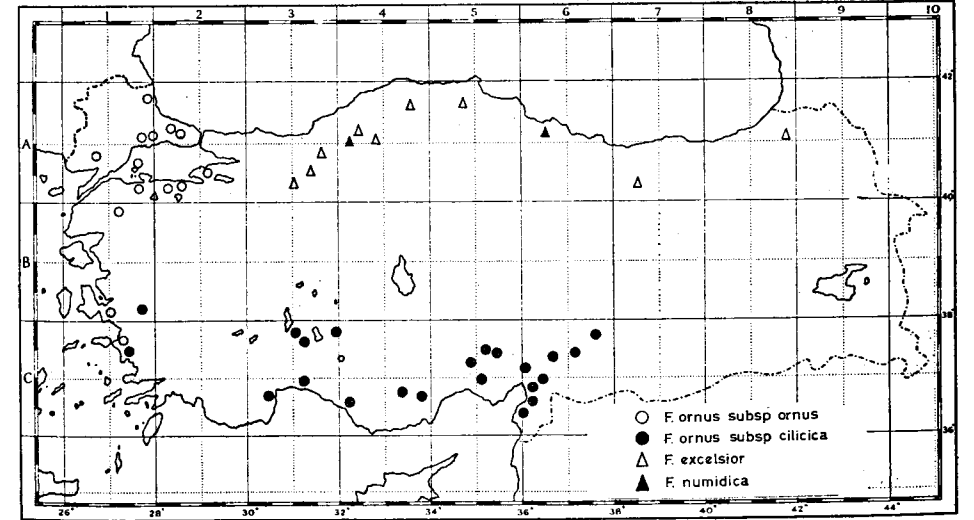 2 3 4 5 6 7 8 9 10
42°
A
40°
B
38°
C
36°
O F. ornus subsp ornus
● F. ornus subsp cilicica
△ F. excelsior
▲ F. numidica
26° 28° 30° 32° 34° 36° 38° 40° 42° 44°